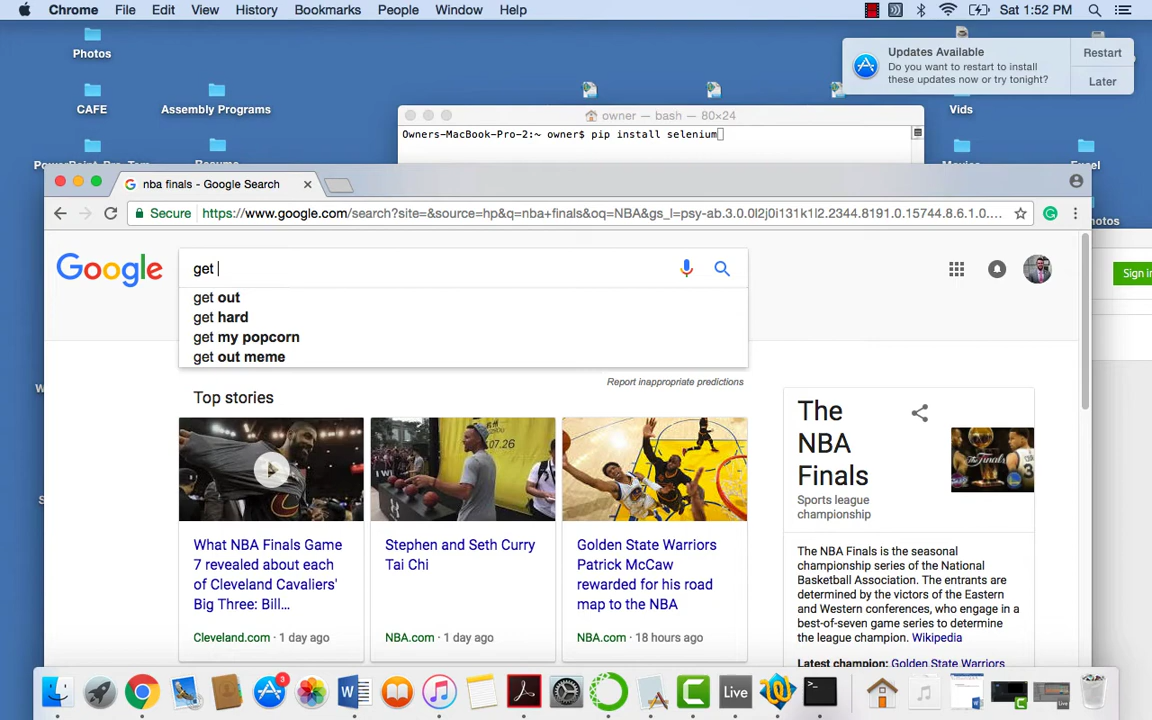 Chrome File Edit View History Bookmarks People Window Help Sat 1:52 PM
Photos
CAFE
Assembly Programs
Updates Available
Do you want to restart to install
these updates now or try tonight?
Restart
Later
Vids
owner — bash — 80×24
Owners-MacBook-Pro-2:~ owner$ pip install selenium
nba finals - Google Search
Secure https://www.google.com/search?site=&source=hp&q=nba+finals&oq=NBA&gs_l=psy-ab.3.0.0l2j0i131k1l2.2344.8191.0.15744.8.6.1.0....
Google
get
get out
get hard
get my popcorn
get out meme
Report inappropriate predictions
Sign in
Top stories
What NBA Finals Game
7 revealed about each
of Cleveland Cavaliers'
Big Three: Bill...
Cleveland.com · 1 day ago
Stephen and Seth Curry
Tai Chi
NBA.com · 1 day ago
Golden State Warriors
Patrick McCaw
rewarded for his road
map to the NBA
NBA.com · 18 hours ago
The
NBA
Finals
Sports league
championship
The NBA Finals is the seasonal
championship series of the National
Basketball Association. The entrants are
determined by the victors of the Eastern
and Western conferences, who engage in a
best-of-seven game series to determine
the league champion. Wikipedia
Latest champion: Golden State Warriors
3
Live